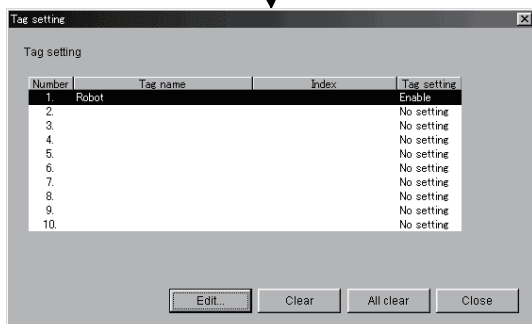 Tag setting
Tag setting
Number Tag name Index Tag setting
1. Robot Enable
2. No setting
3. No setting
4. No setting
5. No setting
6. No setting
7. No setting
8. No setting
9. No setting
10. No setting
Edit... Clear All clear Close